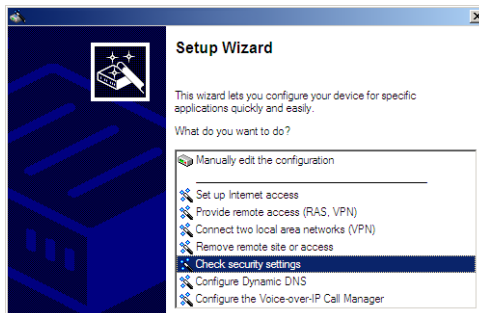 Setup Wizard
This wizard lets you configure your device for specific
applications quickly and easily.
What do you want to do?
Manually edit the configuration
Set up Internet access
Provide remote access (RAS, VPN)
Connect two local area networks (VPN)
Remove remote site or access
Check security settings
Configure Dynamic DNS
Configure the Voice-over-IP Call Manager